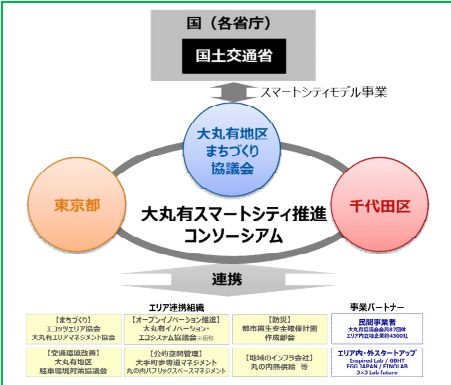 国（各省庁）
国土交通省
スマートシティモデル事業
大丸有地区
まちづくり
協議会
東京都
千代田区
大丸有スマートシティ推進
コンソーシアム
連携
エリア連携組織
事業パートナー
【まちづくり】
エコッツェリア協会
大丸有エリアマネジメント協会
【オープンイノベーション推進】
大丸有イノベーション・
エコシステム協議会※仮称
【防災】
都市再生安全確保計画
作成部会
民間事業者
【交通環境改善】
大丸有地区
駐車環境対策協議会
【公的空間管理】
大手町歩専道マネジメント
丸の内パブリックスペースマネジメント
【地域のインフラ会社】
丸の内熱供給 等
エリア内・外スタートアップ
Inspired Lab / GBHT
EGG JAPAN / FINOLAB
3×3 Lab future